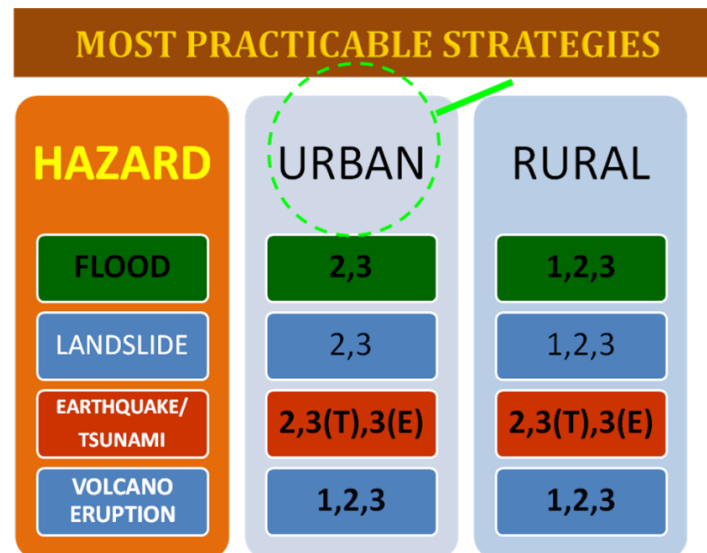 MOST PRACTICABLE STRATEGIES
HAZARD
URBAN
RURAL
FLOOD
2,3
1,2,3
LANDSLIDE
2,3
1,2,3
EARTHQUAKE/
TSUNAMI
2,3(T),3(E)
2,3(T),3(E)
VOLCANO
ERUPTION
1,2,3
1,2,3